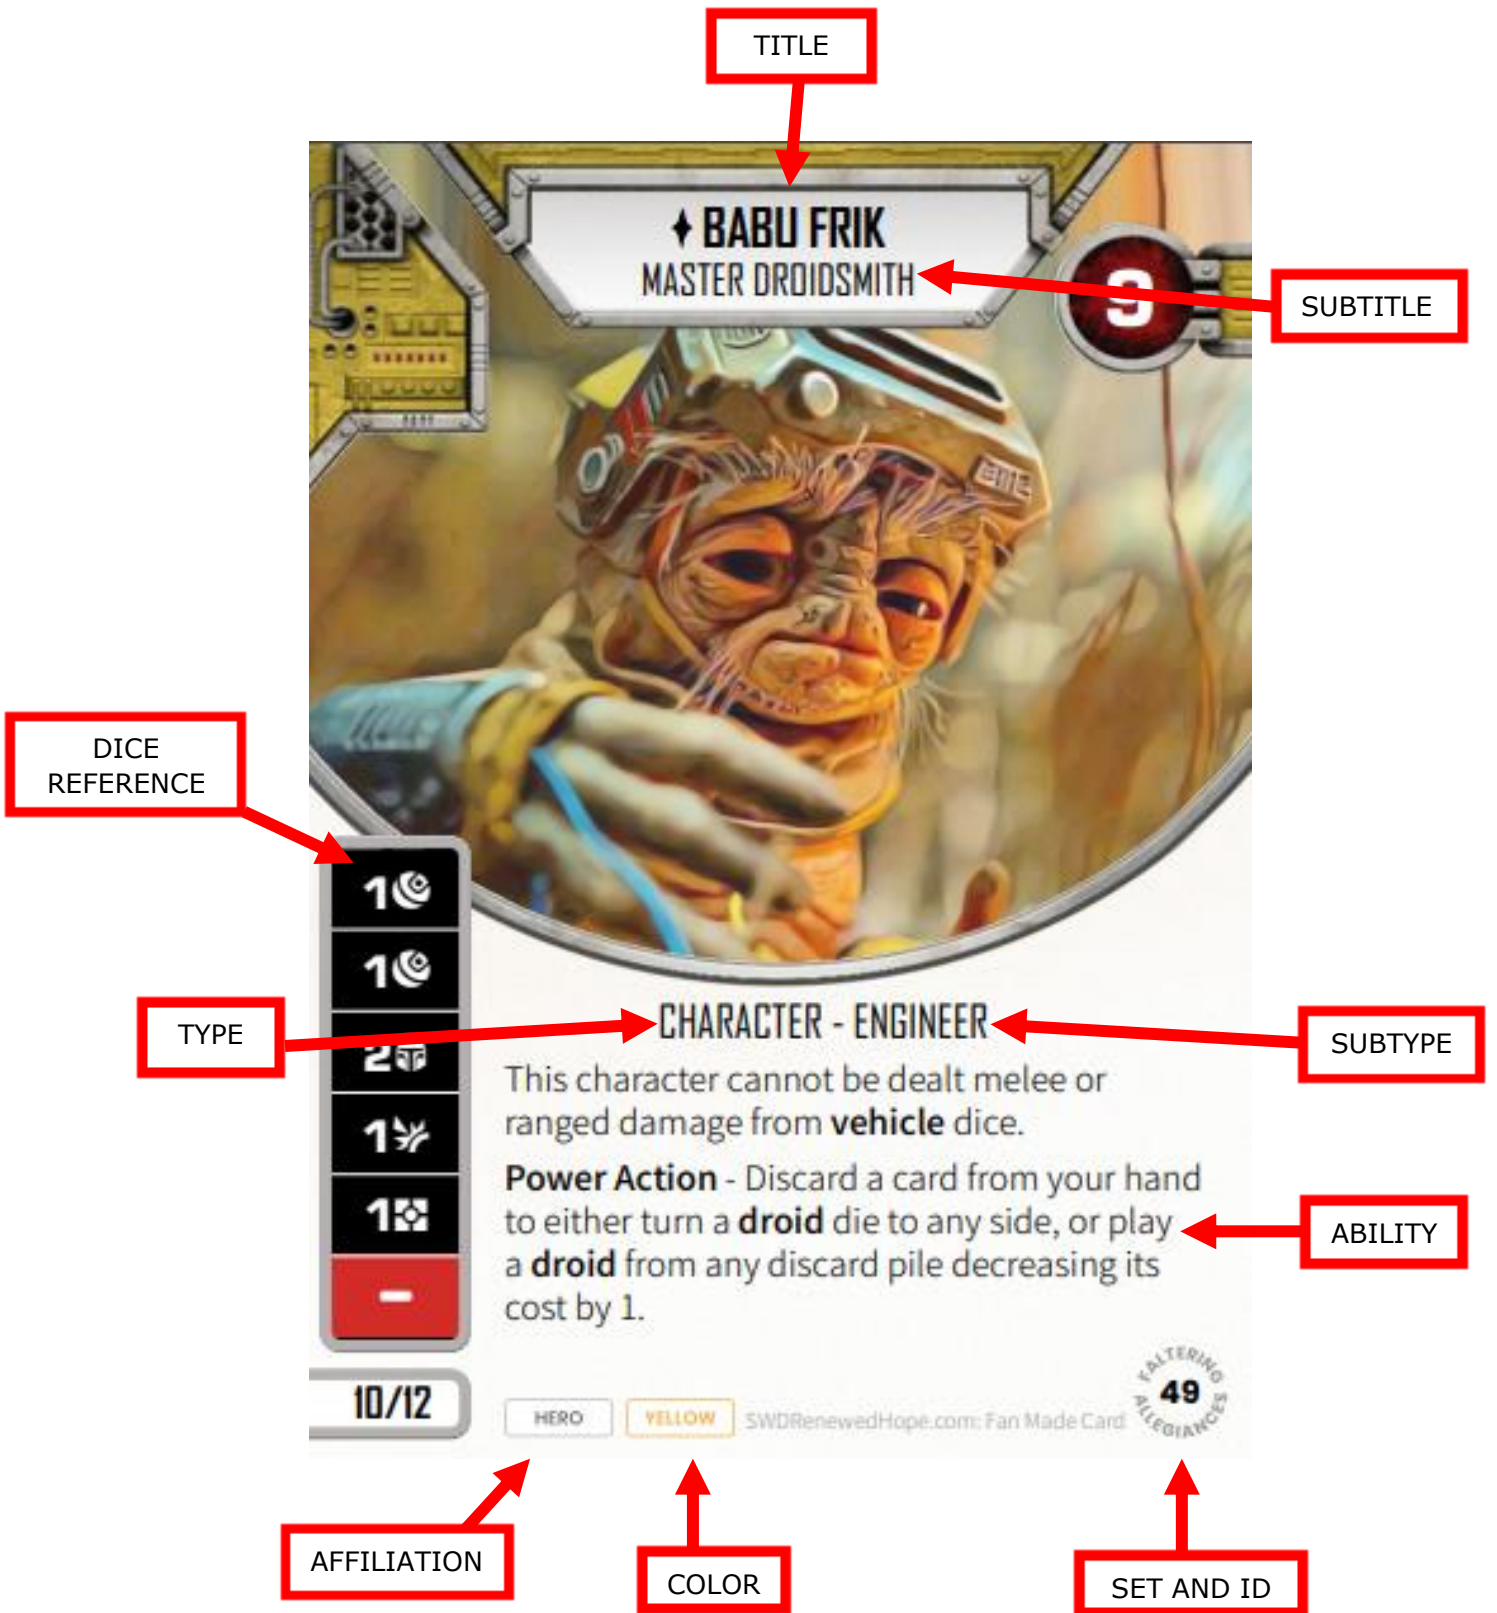 TITLE
BABU FRIK
MASTER DROIDSMITH
9
SUBTITLE
DICE
REFERENCE
1
1
TYPE
CHARACTER - ENGINEER
SUBTYPE
2
This character cannot be dealt melee or
ranged damage from vehicle dice.
1
Power Action - Discard a card from your hand
1
to either turn a droid die to any side, or play
ABILITY
a droid from any discard pile decreasing its
-
cost by 1.
10/12
HERO
YELLOW
SWDRenewedHope.com: Fan Made Card
FALTERING
49
ALLEGIANCES
AFFILIATION
COLOR
SET AND ID